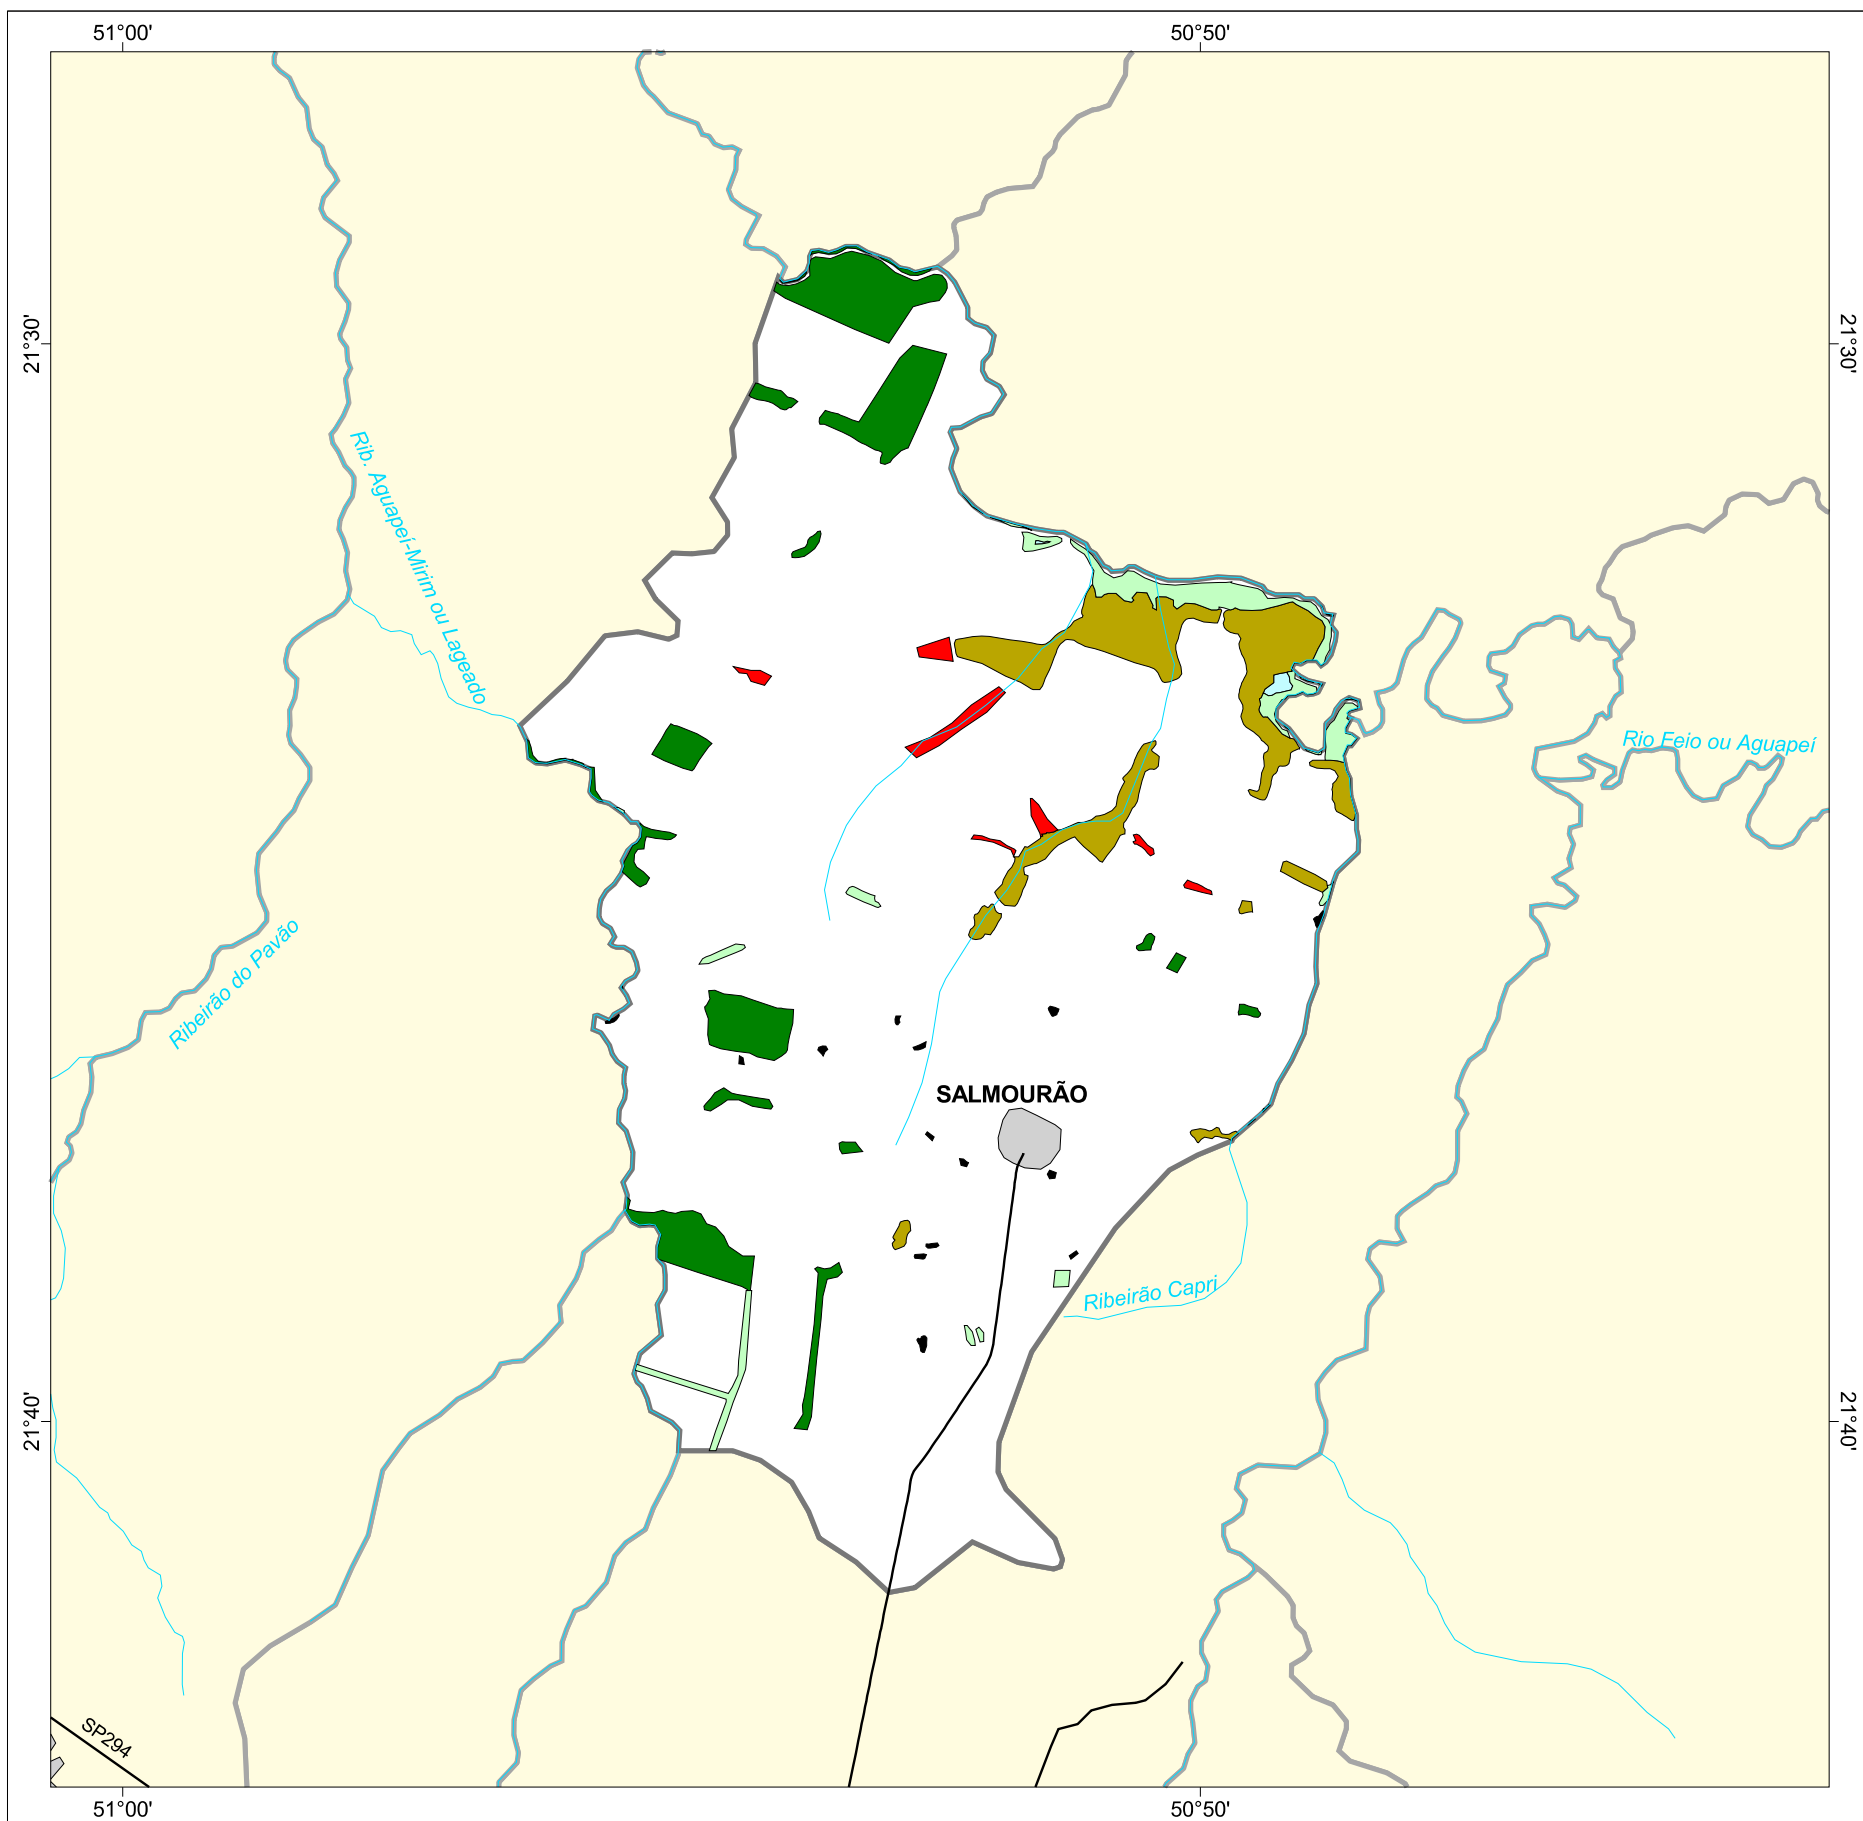 51°00'
50°50'
21°30'
21°30'
Rib. Aguapeí-Mirim ou Lageado
Rio Feio ou Aguapeí
Ribeirão do Pavão
SALMOURÃO
Ribeirão Capri
21°40'
21°40'
SP294
51°00'
50°50'